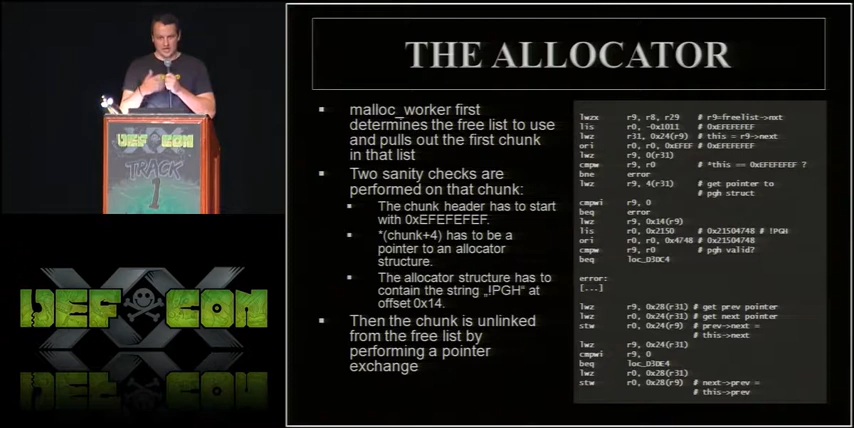 THE ALLOCATOR
malloc_worker first
determines the free list to use
and pulls out the first chunk
in that list
Two sanity checks are
performed on that chunk:
The chunk header has to start
with 0xEFEFEFEF.
*(chunk+4) has to be a
pointer to an allocator
structure.
The allocator structure has to
contain the string „!PGH" at
offset 0x14.
Then the chunk is unlinked
from the free list by
performing a pointer
exchange
lwzx r9, r8, r29 # r9=freelist->nxt
lis r0, -0x1011 # 0xEFEFEFEF
lwz r31, 0x24(r9) # this = r9->next
ori r0, r0, 0xEFEF # 0xEFEFEFEF
lwz r9, 0(r31)
cmpw r9, r0 # *this == 0xEFEFEFEF ?
bne error
lwz r9, 4(r31) # get pointer to
# pgh struct
cmpwi r9, 0
beq error
lwz r9, 0x14(r9)
lis r0, 0x2150 # 0x21504748 # !PGH
ori r0, r0, 0x4748 # 0x21504748
cmpw r9, r0 # pgh valid?
beq loc_D3DC4
error:
[...]
lwz r9, 0x28(r31) # get prev pointer
lwz r0, 0x24(r31) # get next pointer
stw r0, 0x24(r9) # prev->next =
# this->next
lwz r9, 0x24(r31)
cmpwi r9, 0
beq loc_D3DE4
lwz r0, 0x28(r31)
stw r0, 0x28(r9) # next->prev =
# this->prev
DEF CON
TRACK
1
DEF CON
XX